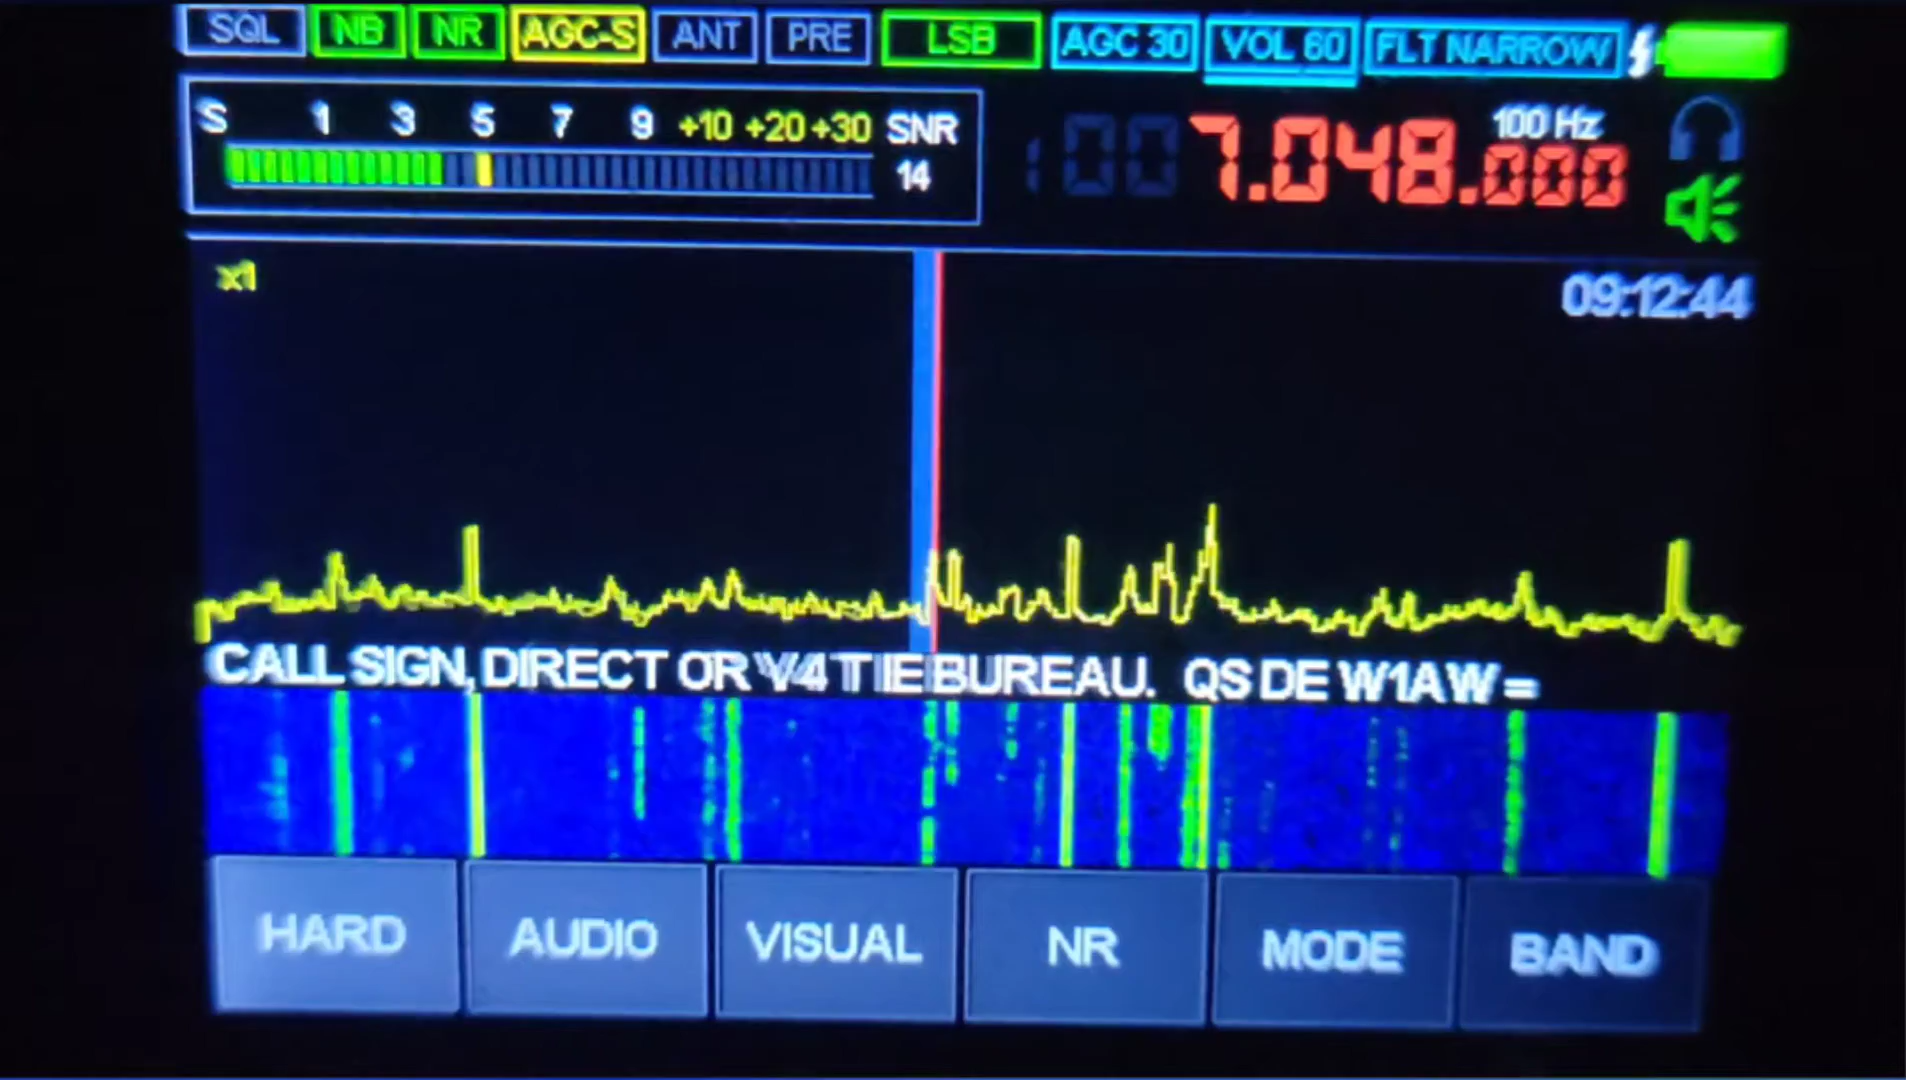 SQL NB NR AGC-S ANT PRE LSB AGC 30 VOL 60 FLT NARROW
S 1 3 5 7 9 +10 +20 +30 SNR
14
100 Hz
7.048.000
x1
09:12:44
CALL SIGN, DIRECT OR BUREAU. QS DE W1AW =
HARD AUDIO VISUAL NR MODE BAND